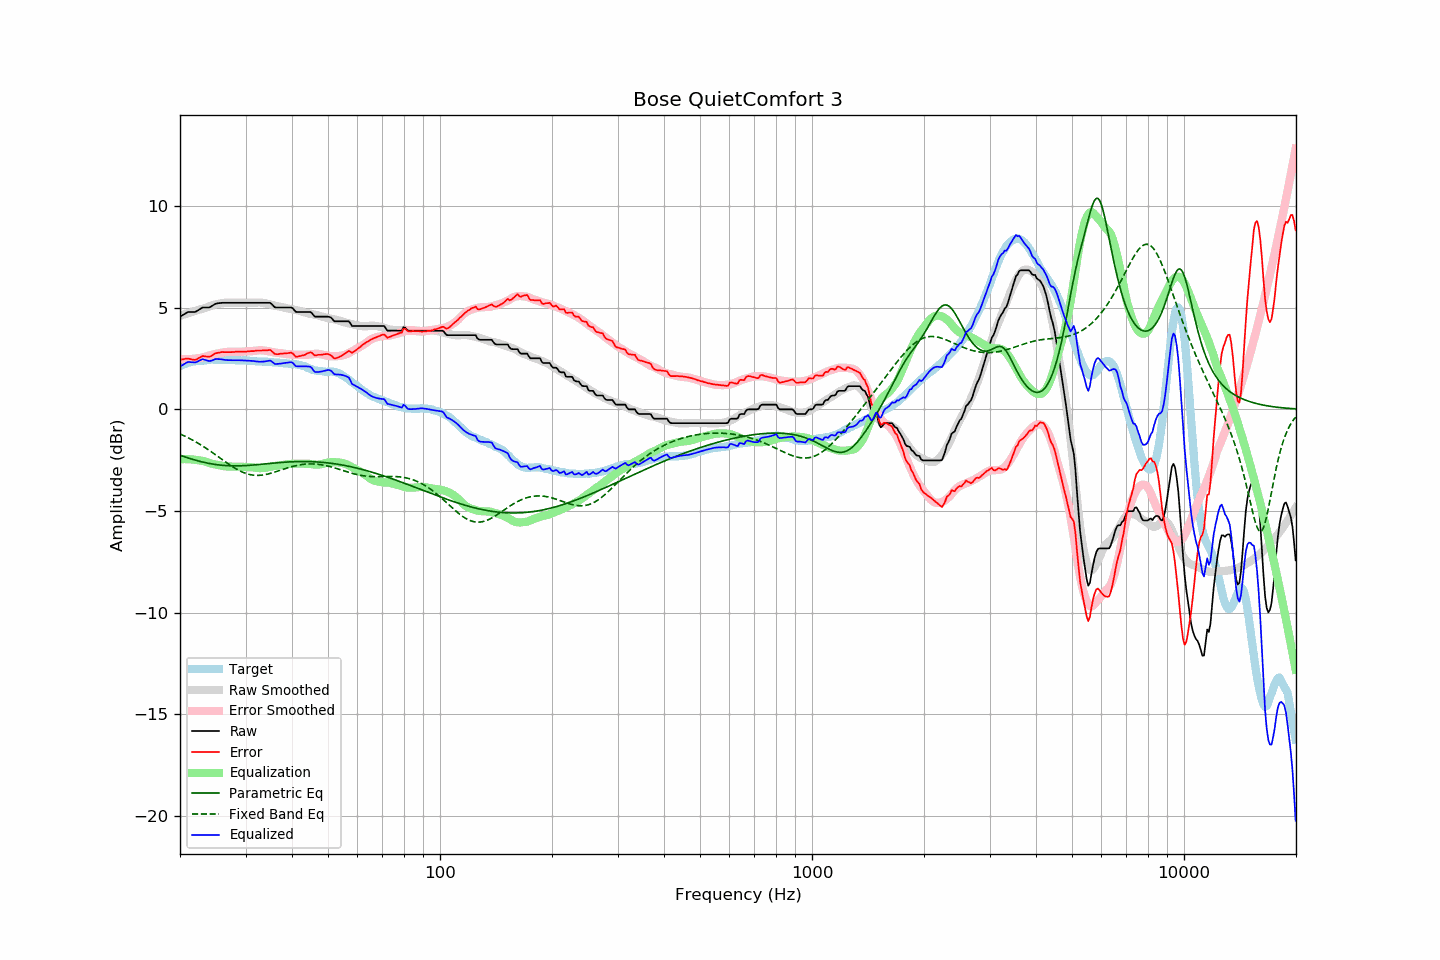 Bose QuietComfort 3
Amplitude (dBr)
10
5
0
−5
−10
−15
−20
Target
Raw Smoothed
Error Smoothed
Raw
Error
Equalization
Parametric Eq
Fixed Band Eq
Equalized
100
1000
10000
Frequency (Hz)